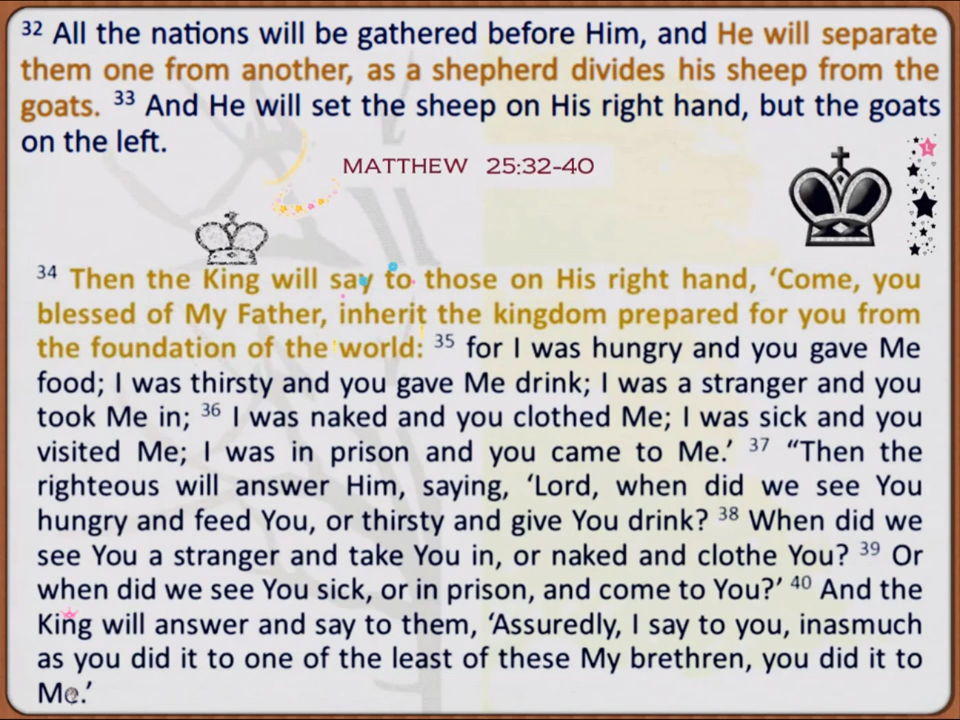 32 All the nations will be gathered before Him, and He will separate
them one from another, as a shepherd divides his sheep from the
goats. 33 And He will set the sheep on His right hand, but the goats
on the left.
MATTHEW 25:32-40
L
34 Then the King will say to those on His right hand, ‘Come, you
blessed of My Father, inherit the kingdom prepared for you from
the foundation of the world: 35 for I was hungry and you gave Me
food; I was thirsty and you gave Me drink; I was a stranger and you
took Me in; 36 I was naked and you clothed Me; I was sick and you
visited Me; I was in prison and you came to Me.’ 37 “Then the
righteous will answer Him, saying, ‘Lord, when did we see You
hungry and feed You, or thirsty and give You drink? 38 When did we
see You a stranger and take You in, or naked and clothe You? 39 Or
when did we see You sick, or in prison, and come to You?’ 40 And the
King will answer and say to them, ‘Assuredly, I say to you, inasmuch
as you did it to one of the least of these My brethren, you did it to
Me.’